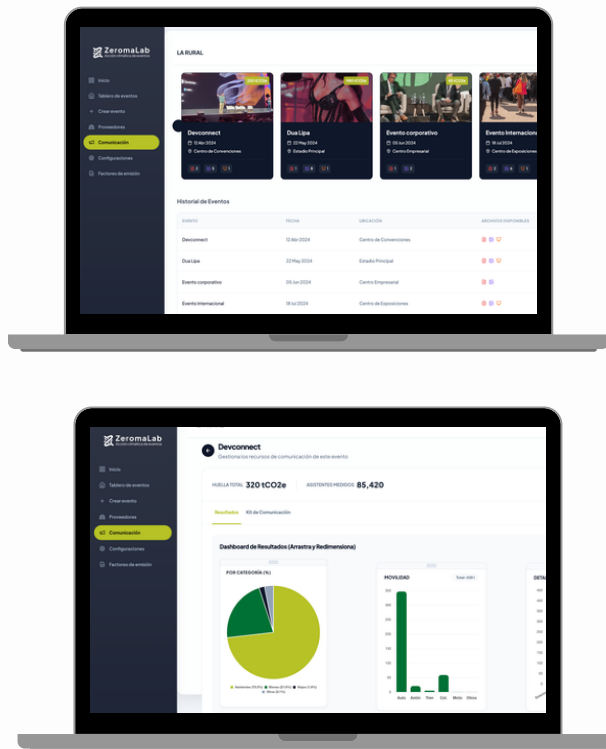 ZeromaLab
LA RURAL
Inicio
Tablero de eventos
+ Crear evento
Proveedores
Comunicación
Configuraciones
Factores de emisión
Devconnect
12 Abr 2024
Centro de Convenciones
Dua Lipa
22 May 2024
Estadio Principal
Evento corporativo
05 Jun 2024
Centro Empresarial
Evento Internacion
18 Jul 2024
Centro de Exposiciones
Historial de Eventos
EVENTO FECHA UBICACIÓN ARCHIVOS DISPONIBLES
Devconnect 12 Abr 2024 Centro de Convenciones
Dua Lipa 22 May 2024 Estadio Principal
Evento corporativo 05 Jun 2024 Centro Empresarial
Evento Internacional 18 Jul 2024 Centro de Exposiciones
ZeromaLab
Inicio
Tablero de eventos
+ Crear evento
Proveedores
Comunicación
Configuraciones
Factores de emisión
Devconnect
Gestiona los recursos de comunicación de este evento
HUELLA TOTAL 320 tCO2e ASISTENTES MEDIDOS 85,420
Resultados Kit de Comunicación
Dashboard de Resultados (Arrastra y Redimensiona)
POR CATEGORÍA (%)
MOVILIDAD
DETA
Auto Avión Tren Colе Moto Otros